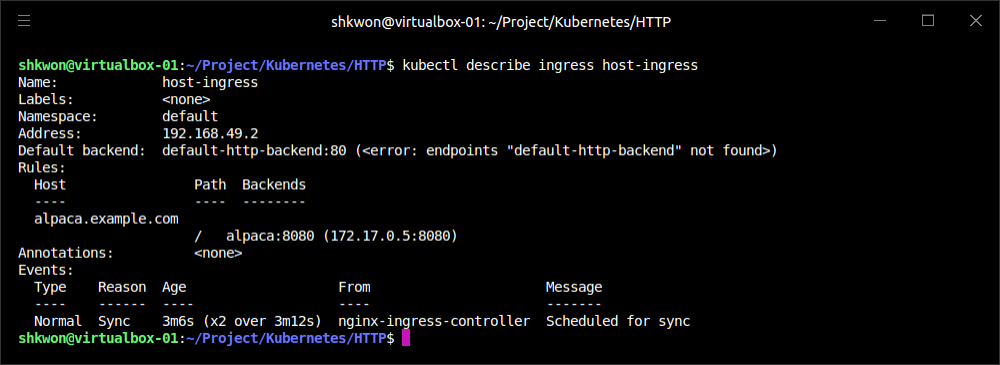 shkwon@virtualbox-01: ~/Project/Kubernetes/HTTP
shkwon@virtualbox-01:~/Project/Kubernetes/HTTP$ kubectl describe ingress host-ingress
Name:             host-ingress
Labels:           <none>
Namespace:        default
Address:          192.168.49.2
Default backend:  default-http-backend:80 (<error: endpoints "default-http-backend" not found>)
Rules:
  Host                Path  Backends
  ----                ----  --------
  alpaca.example.com
                      /   alpaca:8080 (172.17.0.5:8080)
Annotations:          <none>
Events:
  Type    Reason  Age                  From                      Message
  ----    ------  ----                 ----                      -------
  Normal  Sync    3m6s (x2 over 3m12s)  nginx-ingress-controller  Scheduled for sync
shkwon@virtualbox-01:~/Project/Kubernetes/HTTP$